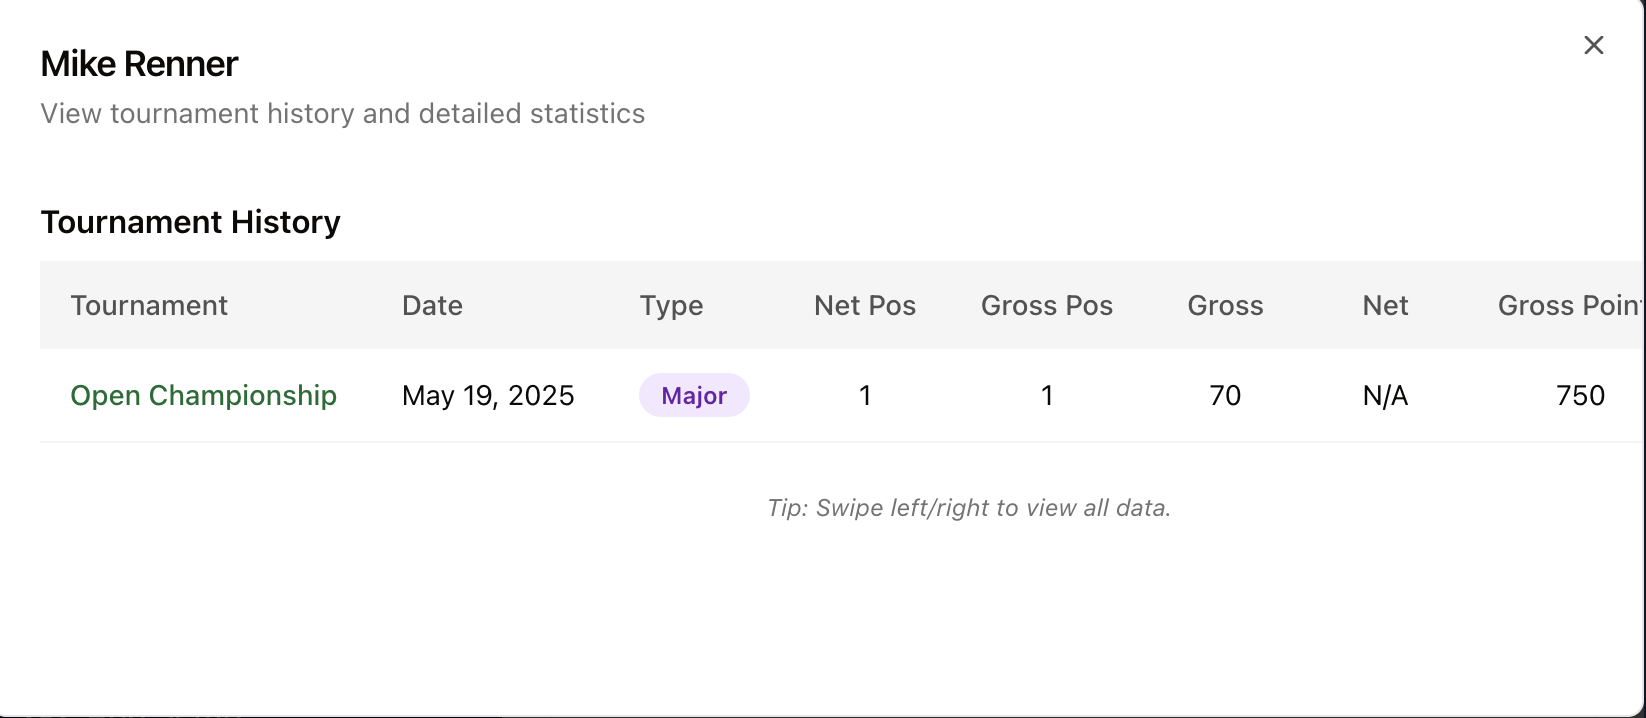 Mike Renner
View tournament history and detailed statistics
Tournament History
Tournament Date Type Net Pos Gross Pos Gross Net Gross Poin
Open Championship May 19, 2025 Major 1 1 70 N/A 750
Tip: Swipe left/right to view all data.